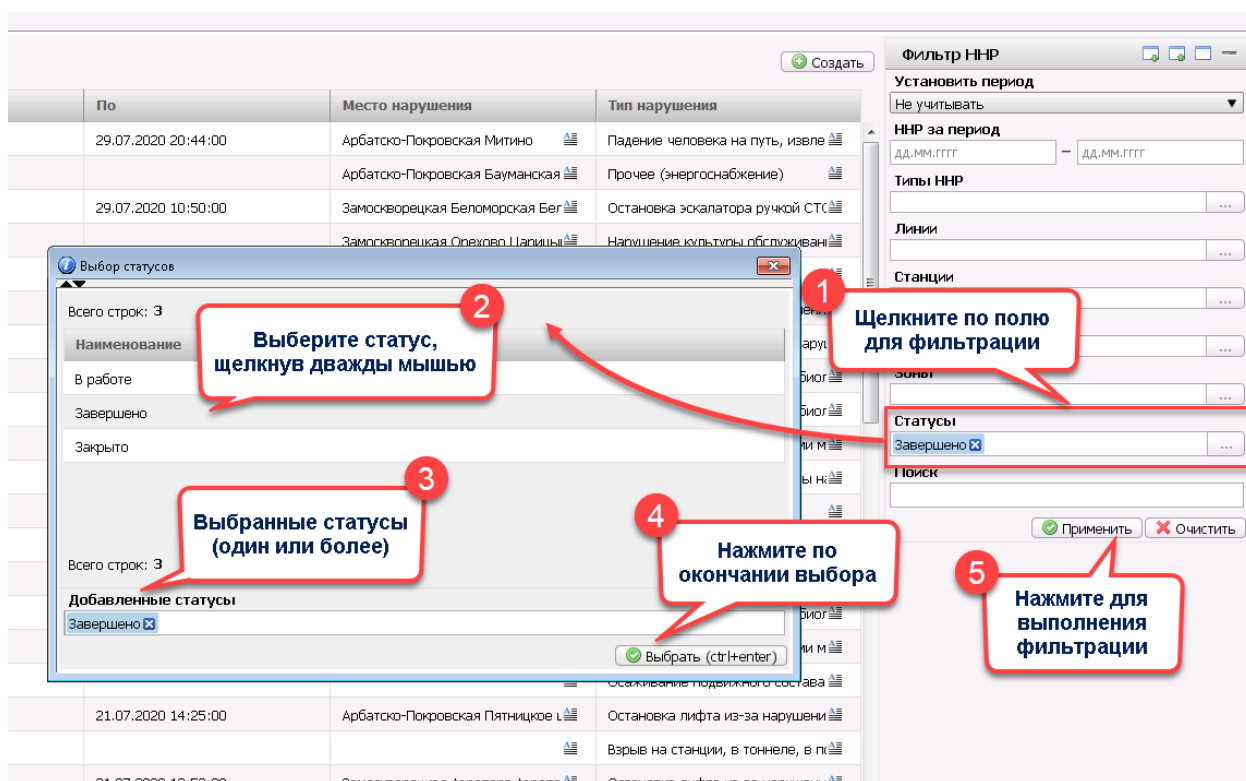 Создать
По
Место нарушения
Тип нарушения
29.07.2020 20:44:00
Арбатско-Покровская Митино
Падение человека на путь, извле
Арбатско-Покровская Бауманская
Прочее (энергоснабжение)
29.07.2020 10:50:00
Замоскворецкая Беломорская Бег
Остановка эскалатора ручкой СТ
Замоскворецкая Орехово Царицы
Нарушение культуры обслуживан
Фильтр ННР
Установить период
Не учитывать
ННР за период
дд.мм.гггг – дд.мм.гггг
Типы ННР
...
Линии
...
Станции
...
...
Зоны
...
Статусы
Завершено
...
Поиск
Применить
Очистить
Выбор статусов
Всего строк: 3
Наименование
В работе
Завершено
Закрыто
Всего строк: 3
Добавленные статусы
Завершено
Выбрать (ctrl+enter)
1
Щелкните по полю
для фильтрации
2
Выберите статус,
щелкнув дважды мышью
3
Выбранные статусы
(один или более)
4
Нажмите по
окончании выбора
5
Нажмите для
выполнения
фильтрации
Осаживание подвижного состава
21.07.2020 14:25:00
Арбатско-Покровская Пятницкое
Остановка лифта из-за нарушени
Взрыв на станции, в тоннеле, в п